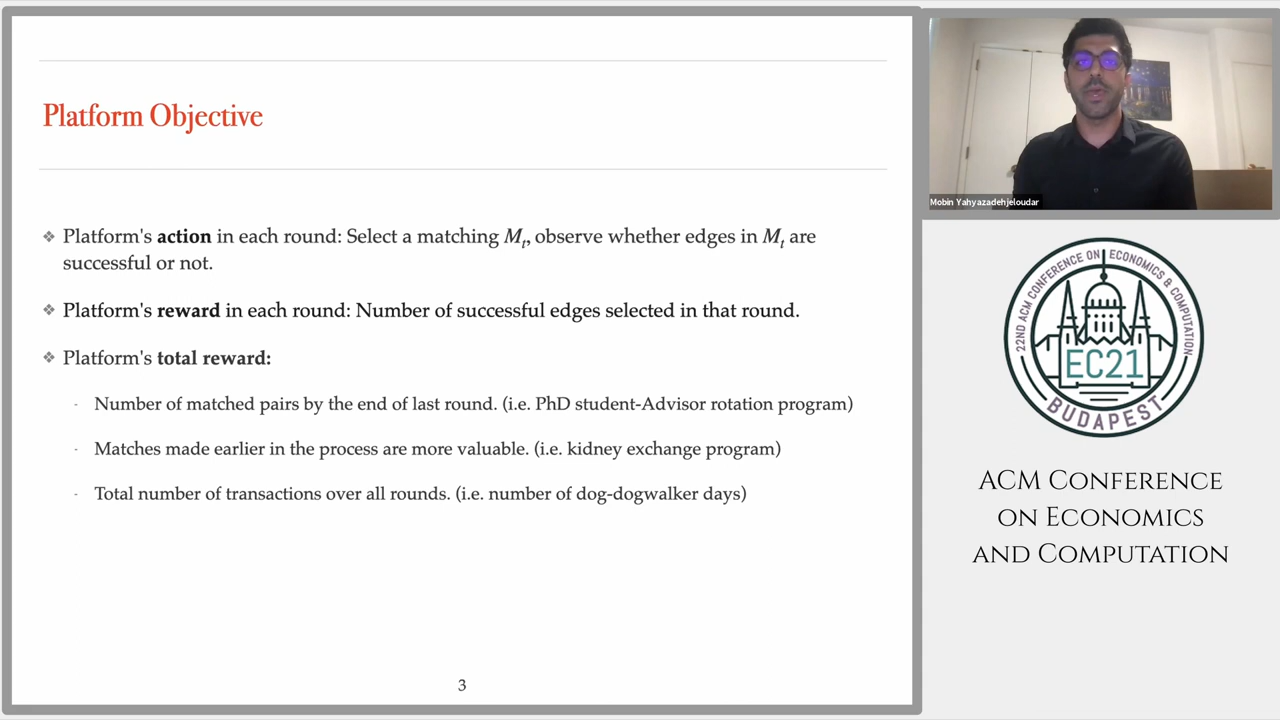 Platform Objective
❖ Platform's action in each round: Select a matching Mt, observe whether edges in Mt are
successful or not.
❖ Platform's reward in each round: Number of successful edges selected in that round.
❖ Platform's total reward:
- Number of matched pairs by the end of last round. (i.e. PhD student-Advisor rotation program)
- Matches made earlier in the process are more valuable. (i.e. kidney exchange program)
- Total number of transactions over all rounds. (i.e. number of dog-dogwalker days)
3
Mobin Yahyazadehjeloudar
22ND ACM CONFERENCE ON ECONOMICS & COMPUTATION
EC21
BUDAPEST
ACM Conference
on Economics
and Computation